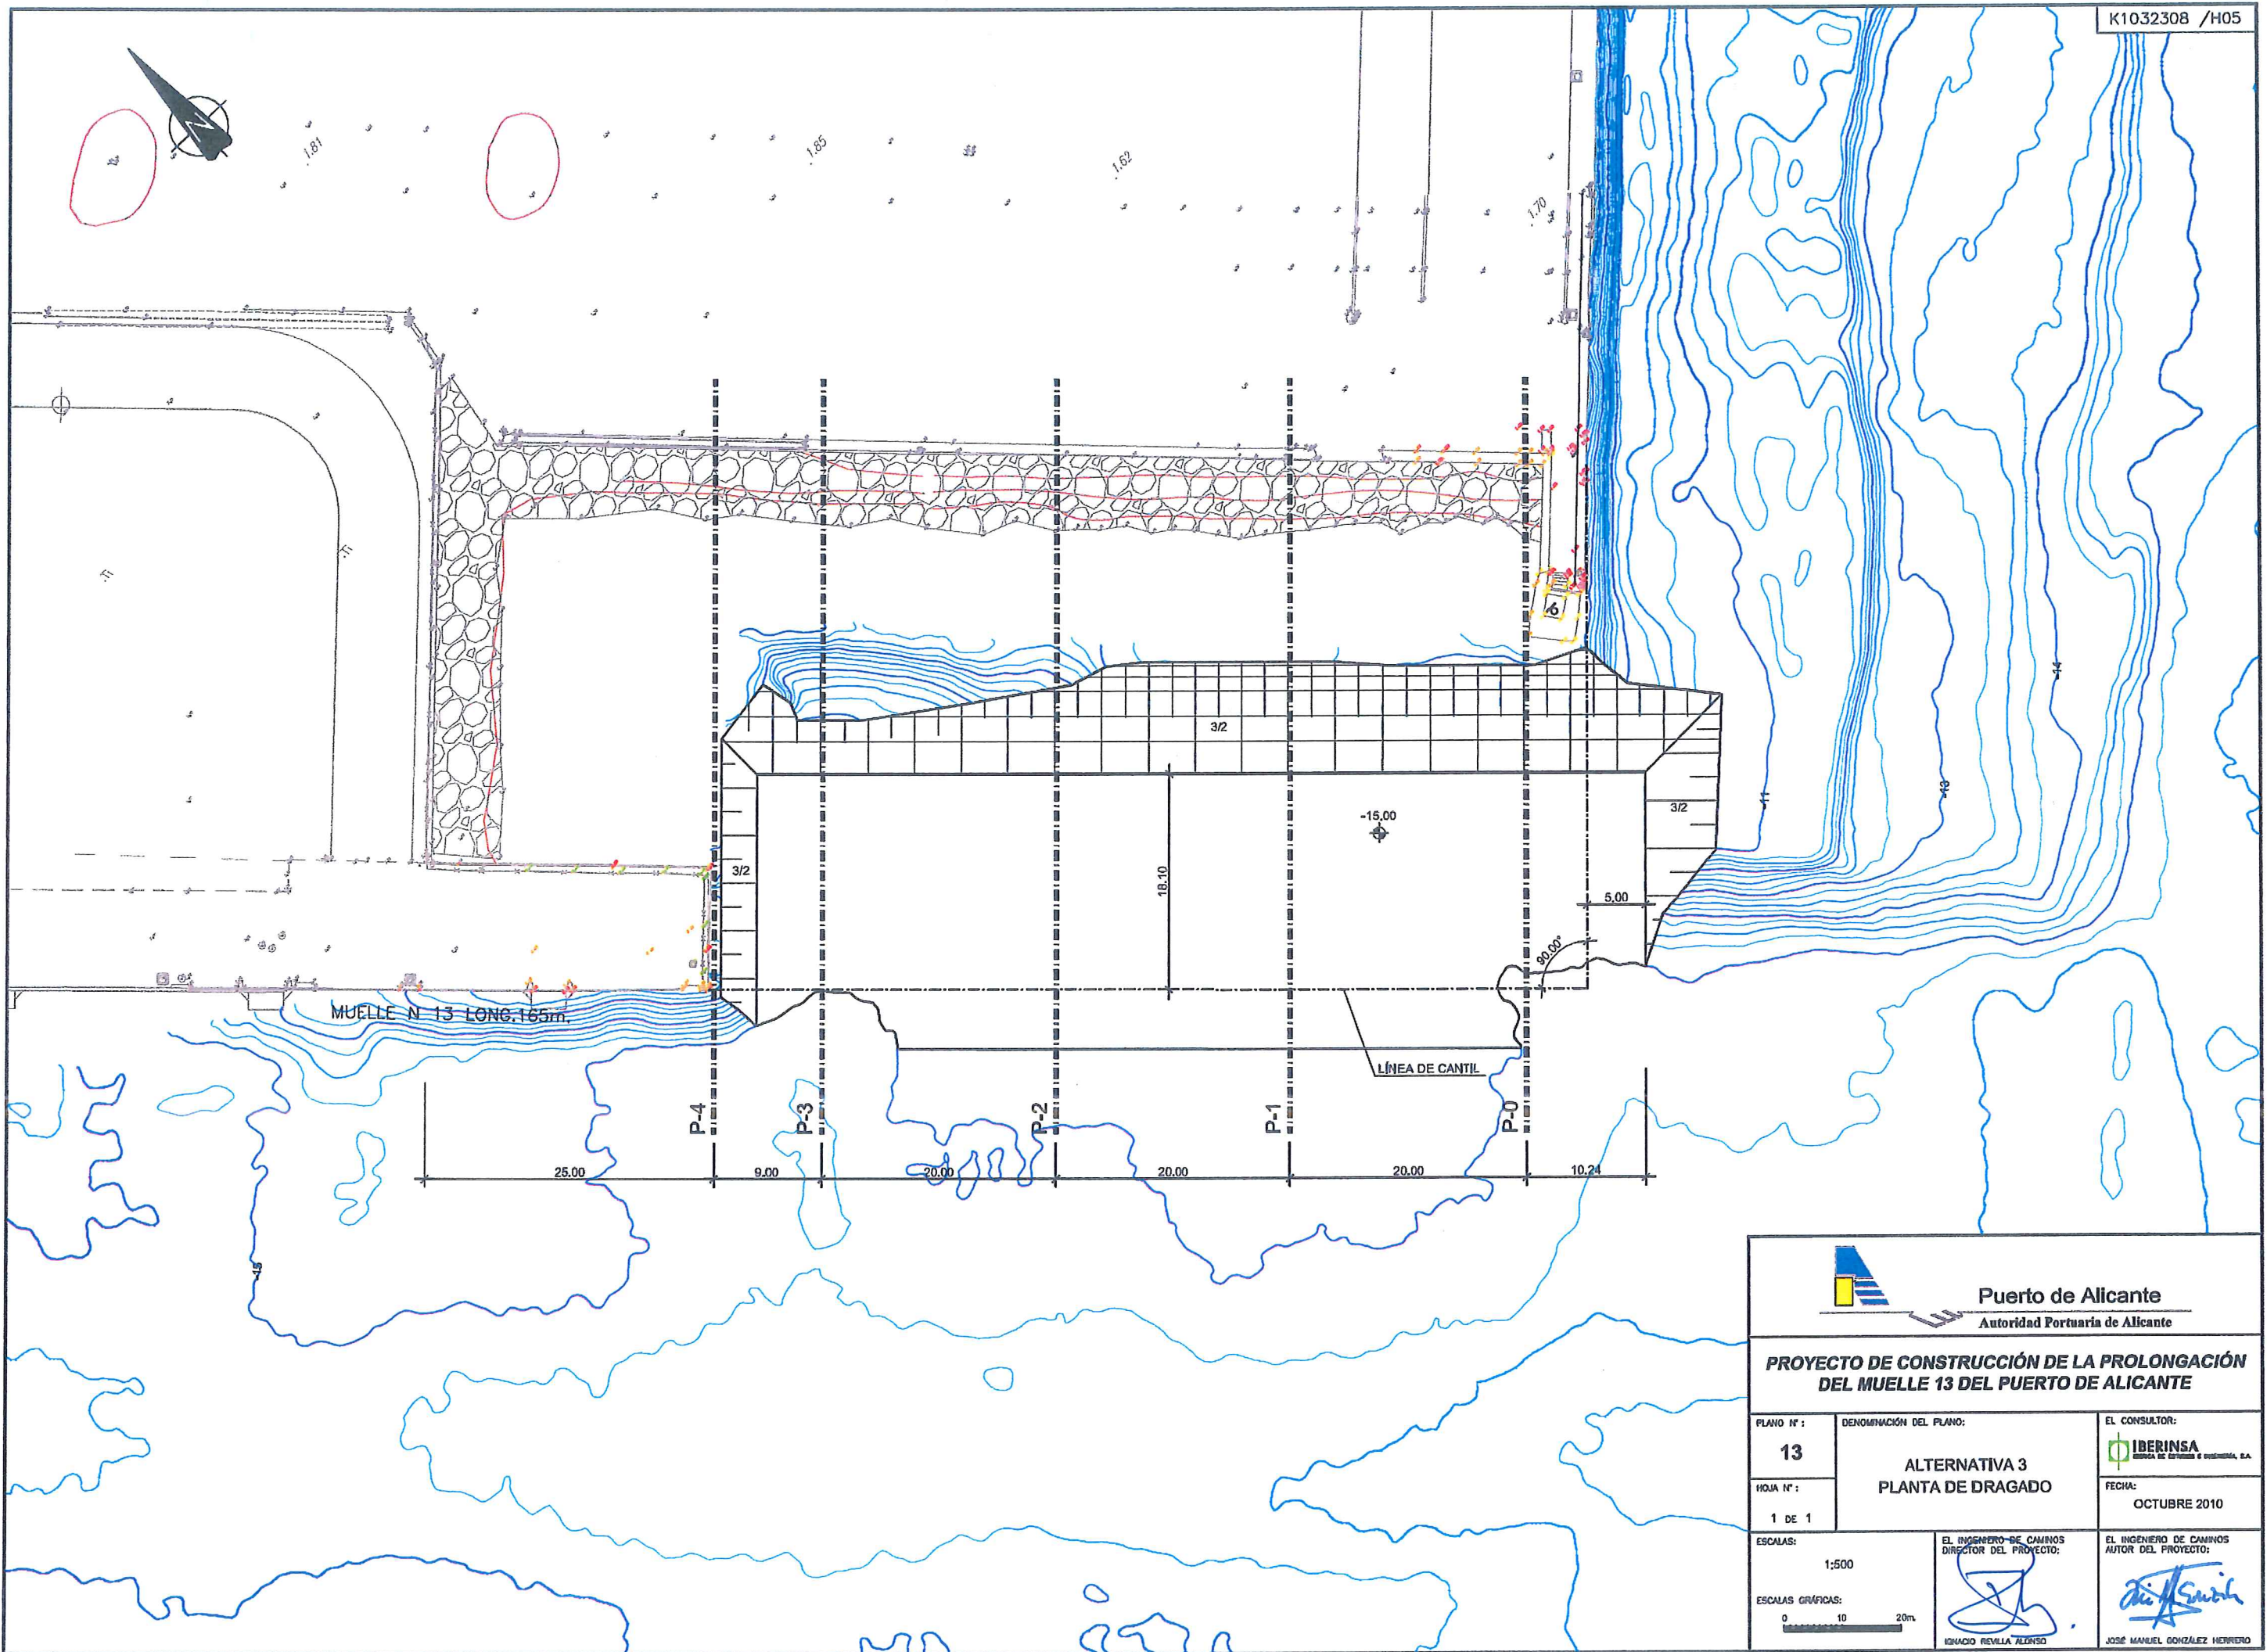 K1032308 /H05
N
1.81
1.85
1.62
1.70
6
-14
-11
-13
3/2
3/2
3/2
-15,00
18.10
5,00
90.00°
MUELLE N 13 LONG.165m.
LÍNEA DE CANTIL
P-4
P-3
P-2
P-1
P-0
25.00
9.00
20.00
20.00
20.00
10.24
-15
Puerto de Alicante
Autoridad Portuaria de Alicante
PROYECTO DE CONSTRUCCIÓN DE LA PROLONGACIÓN
DEL MUELLE 13 DEL PUERTO DE ALICANTE
PLANO Nº :
13
DENOMINACIÓN DEL PLANO:
ALTERNATIVA 3
PLANTA DE DRAGADO
EL CONSULTOR:
IBERINSA
HOJA Nº :
1 DE 1
FECHA:
OCTUBRE 2010
ESCALAS:
1:500
ESCALAS GRÁFICAS:
0 10 20m.
EL INGENIERO DE CAMINOS
DIRECTOR DEL PROYECTO:
IGNACIO REVILLA ALONSO
EL INGENIERO DE CAMINOS
AUTOR DEL PROYECTO:
JOSÉ MANUEL GONZÁLEZ HERRERO